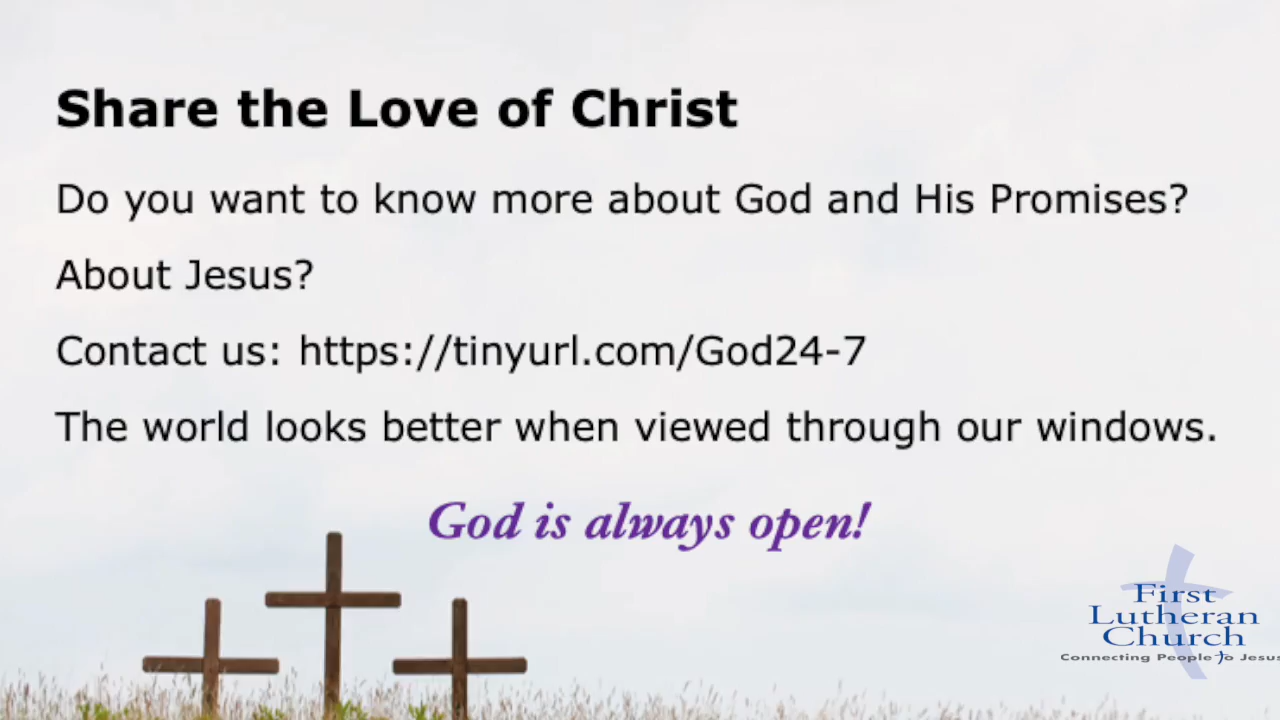 Share the Love of Christ
Do you want to know more about God and His Promises?
About Jesus?
Contact us: https://tinyurl.com/God24-7
The world looks better when viewed through our windows.
God is always open!
First
Lutheran
Church
Connecting People to Jesus